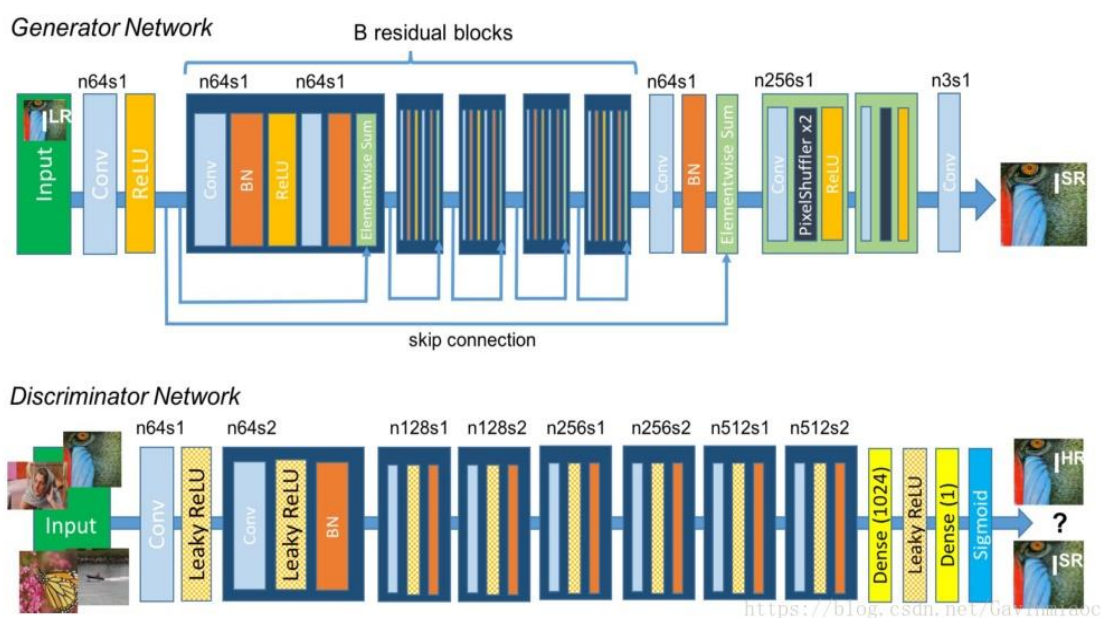 Generator Network
B residual blocks
n64s1
n64s1
n64s1
n64s1
n256s1
n3s1
I LR
Input
Conv
ReLU
Conv
BN
ReLU
Elementwise Sum
Conv
BN
Elementwise Sum
Conv
PixelShuffler x2
ReLU
Conv
I SR
skip connection
Discriminator Network
n64s1
n64s2
n128s1
n128s2
n256s1
n256s2
n512s1
n512s2
Input
Conv
Leaky ReLU
Conv
Leaky ReLU
BN
Dense (1024)
Leaky ReLU
Dense (1)
Sigmoid
I HR
?
I SR
https://blog.csdn.net/Gavinmiaoc